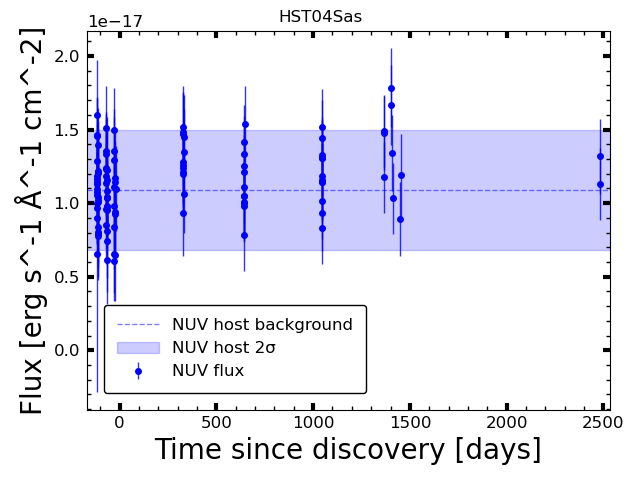 HST04Sas
1e−17
2.0
1.5
1.0
0.5
0.0
Flux [erg s^-1 Å^-1 cm^-2]
NUV host background
NUV host 2σ
NUV flux
0 500 1000 1500 2000 2500
Time since discovery [days]